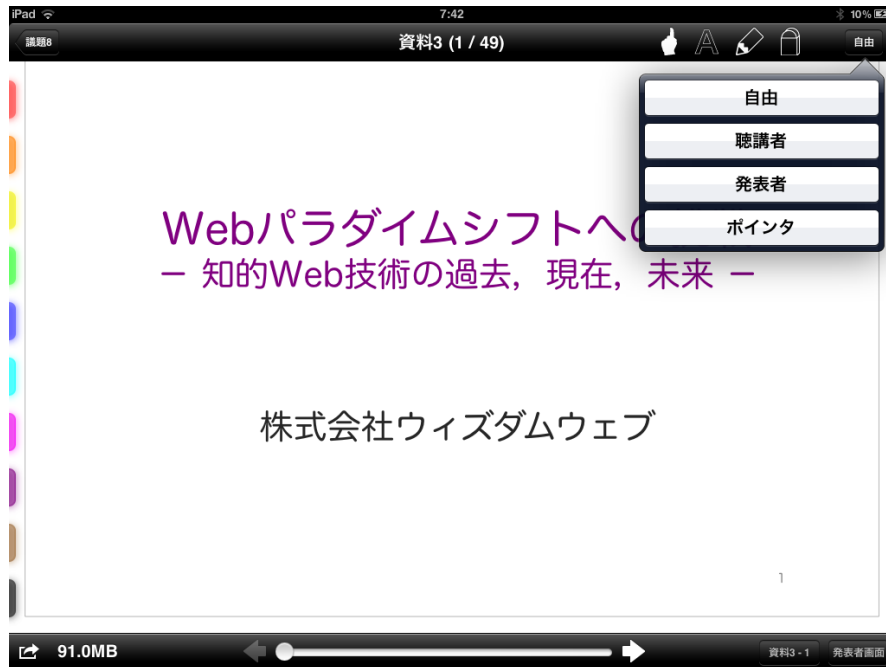 iPad 7:42 10%
議題8 資料3 (1 / 49) A 自由
自由
聴講者
発表者
ポインタ
Webパラダイムシフトへの
− 知的Web技術の過去，現在，未来 −
株式会社ウィズダムウェブ
1
91.0MB 資料3 - 1 発表者画面